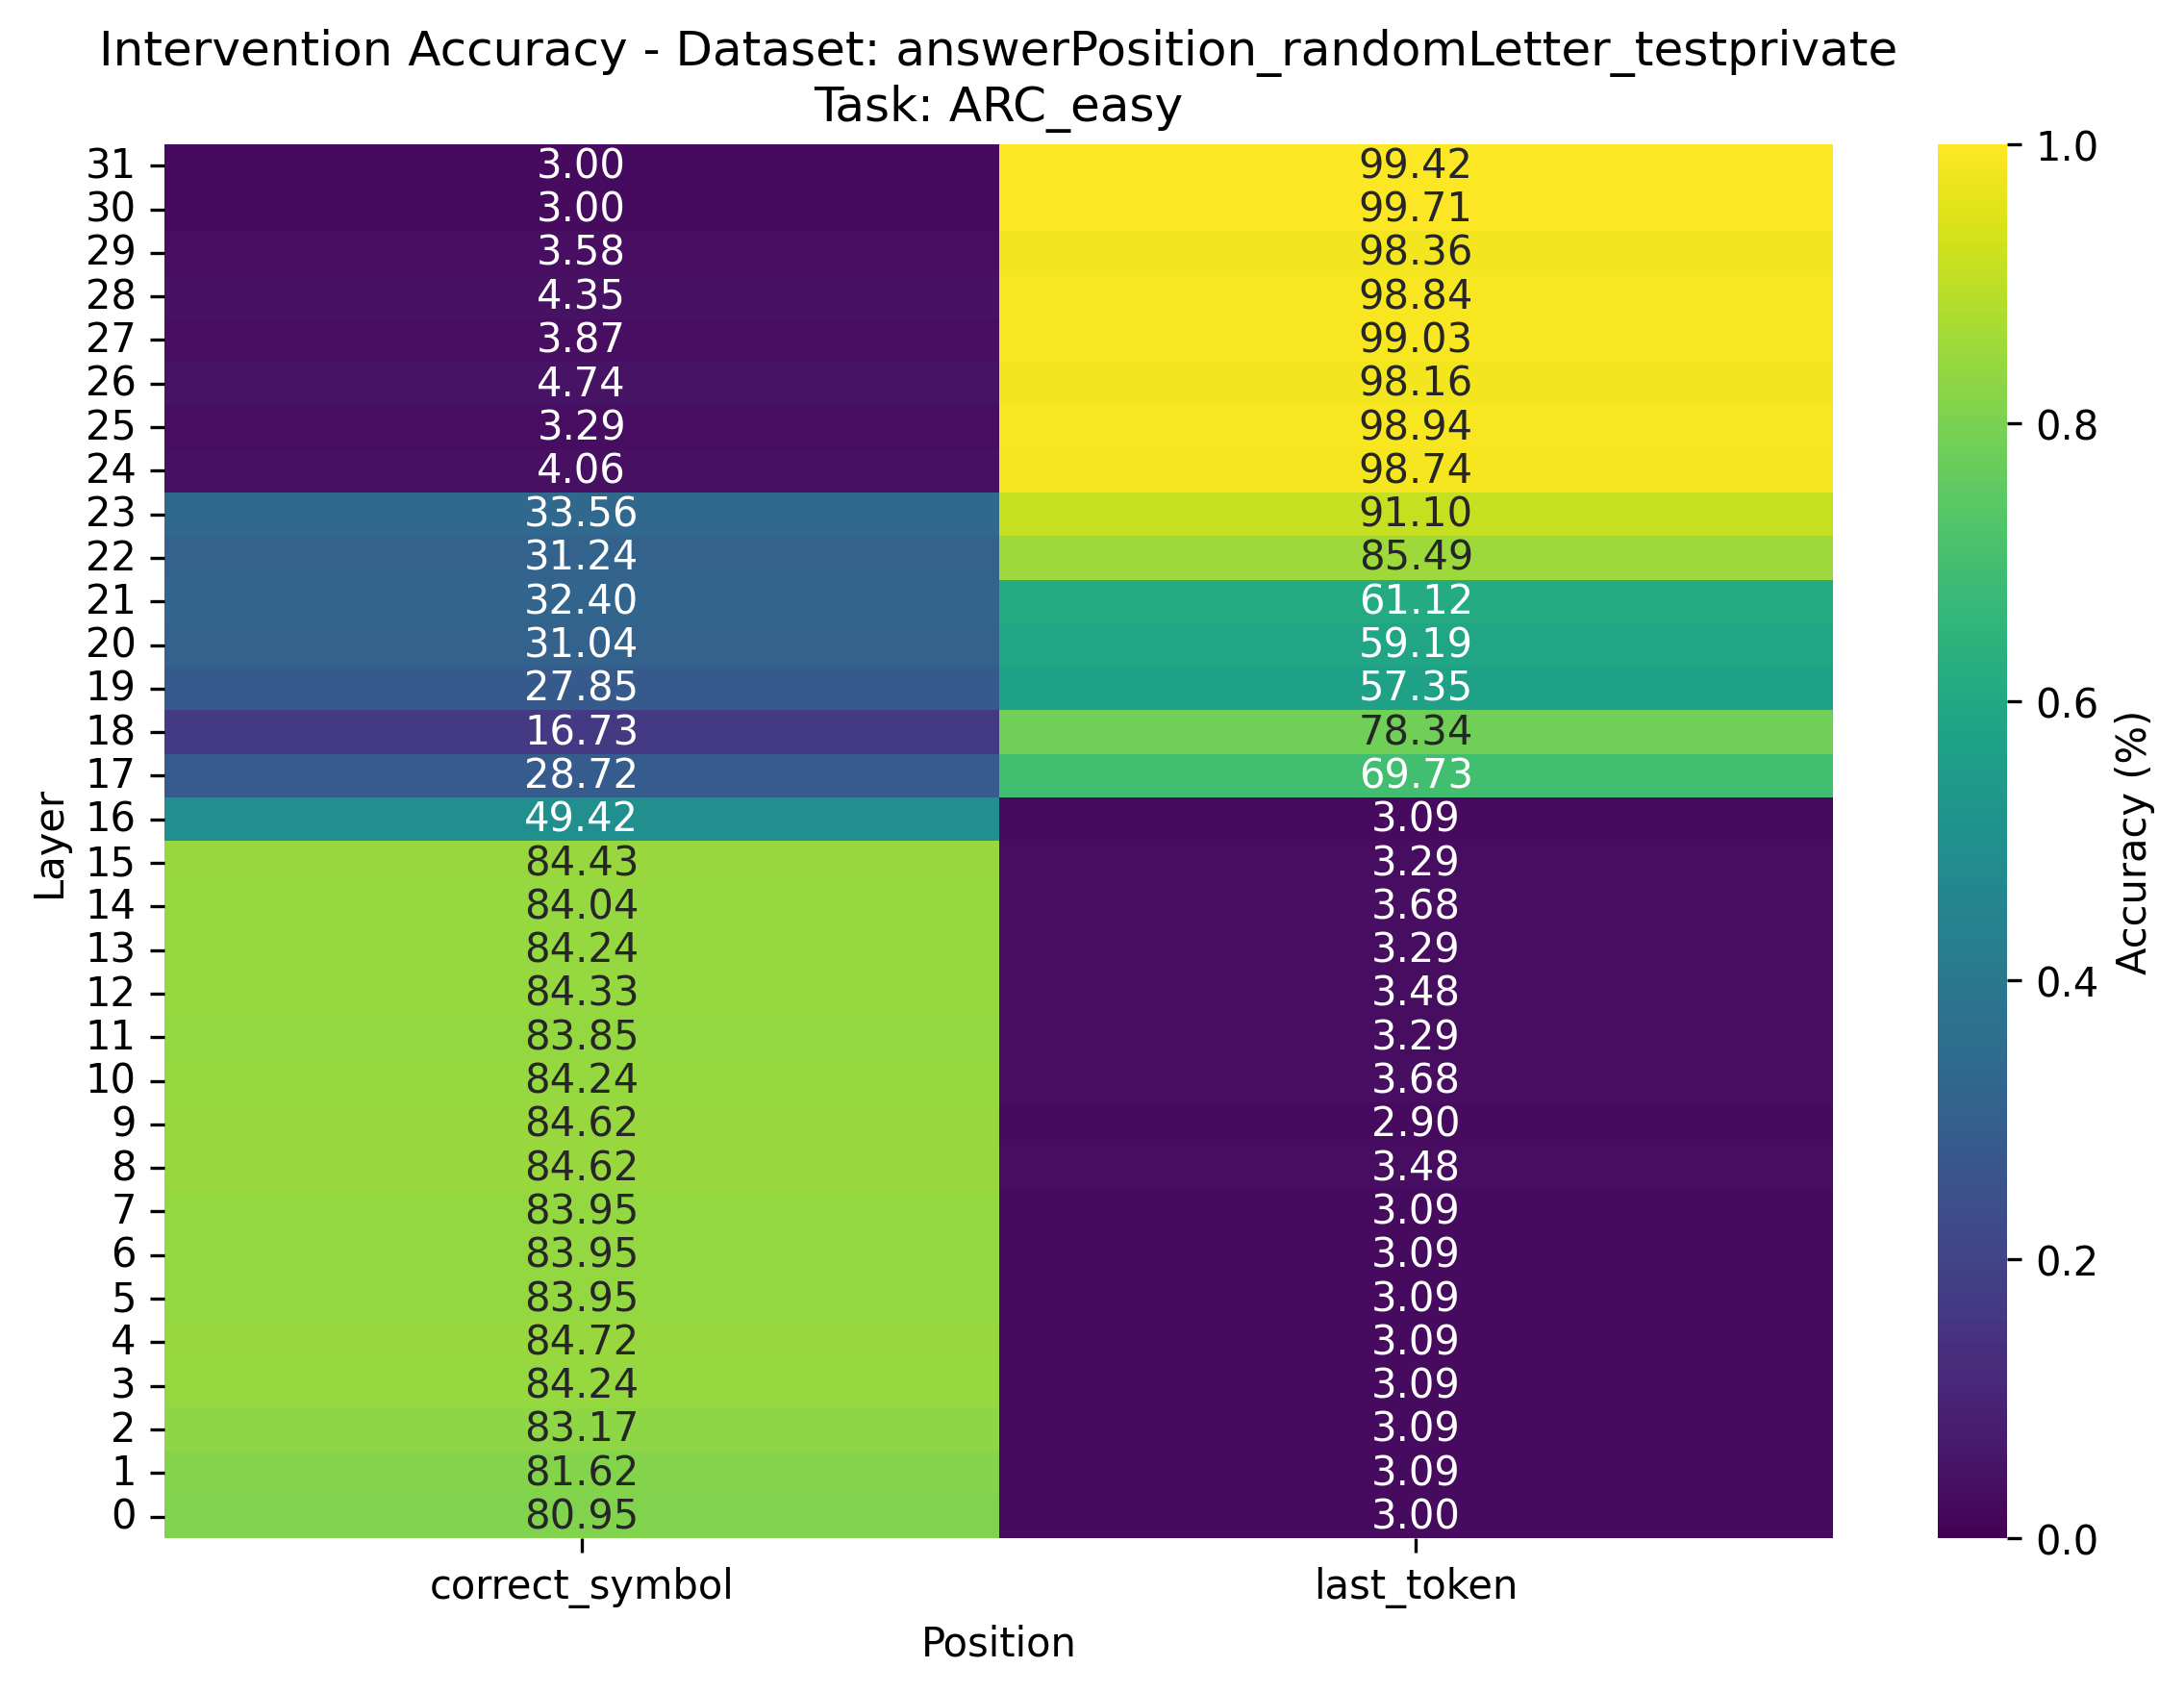 Intervention Accuracy - Dataset: answerPosition_randomLetter_testprivate
Task: ARC_easy
31 3.00 99.42
30 3.00 99.71
29 3.58 98.36
28 4.35 98.84
27 3.87 99.03
26 4.74 98.16
25 3.29 98.94
24 4.06 98.74
23 33.56 91.10
22 31.24 85.49
21 32.40 61.12
20 31.04 59.19
19 27.85 57.35
18 16.73 78.34
17 28.72 69.73
16 49.42 3.09
15 84.43 3.29
14 84.04 3.68
13 84.24 3.29
12 84.33 3.48
11 83.85 3.29
10 84.24 3.68
9 84.62 2.90
8 84.62 3.48
7 83.95 3.09
6 83.95 3.09
5 83.95 3.09
4 84.72 3.09
3 84.24 3.09
2 83.17 3.09
1 81.62 3.09
0 80.95 3.00
Layer
correct_symbol last_token
Position
1.0
0.8
0.6
0.4
0.2
0.0
Accuracy (%)